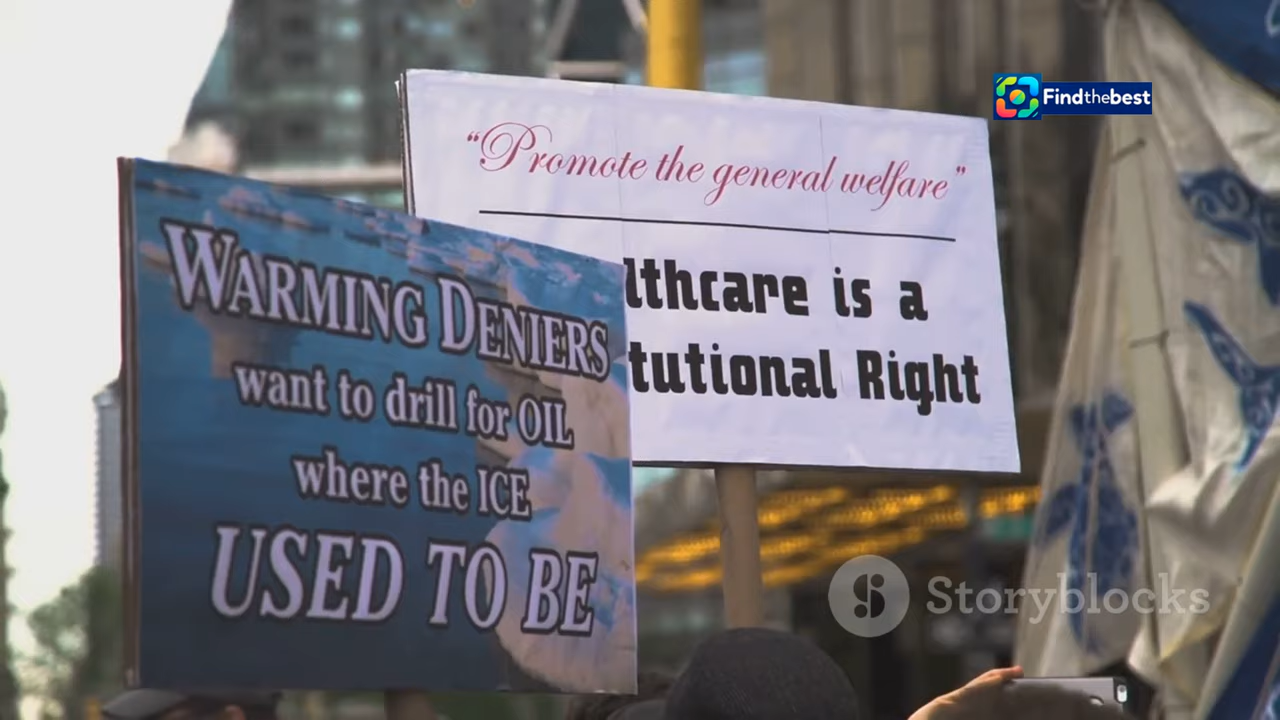 Findthebest
"Promote the general welfare"
lthcare is a
tutional Right
WARMING DENIERS
want to drill for OIL
where the ICE
USED TO BE
Storyblocks